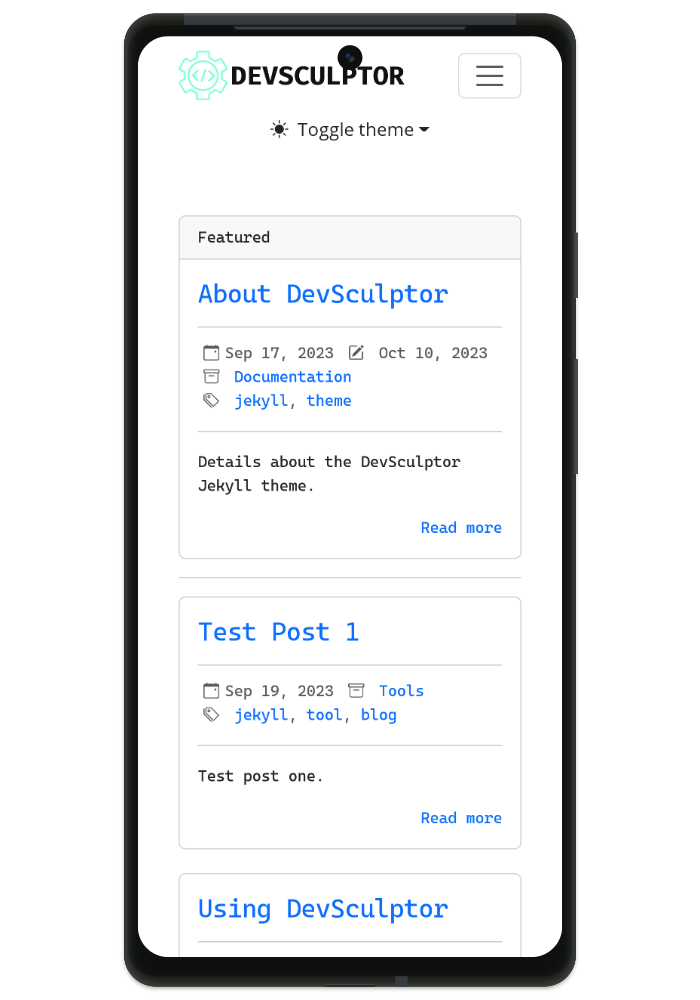 </> DEVSCULPTOR
Toggle theme
Featured
About DevSculptor
Sep 17, 2023 Oct 10, 2023
Documentation
jekyll, theme
Details about the DevSculptor
Jekyll theme.
Read more
Test Post 1
Sep 19, 2023 Tools
jekyll, tool, blog
Test post one.
Read more
Using DevSculptor